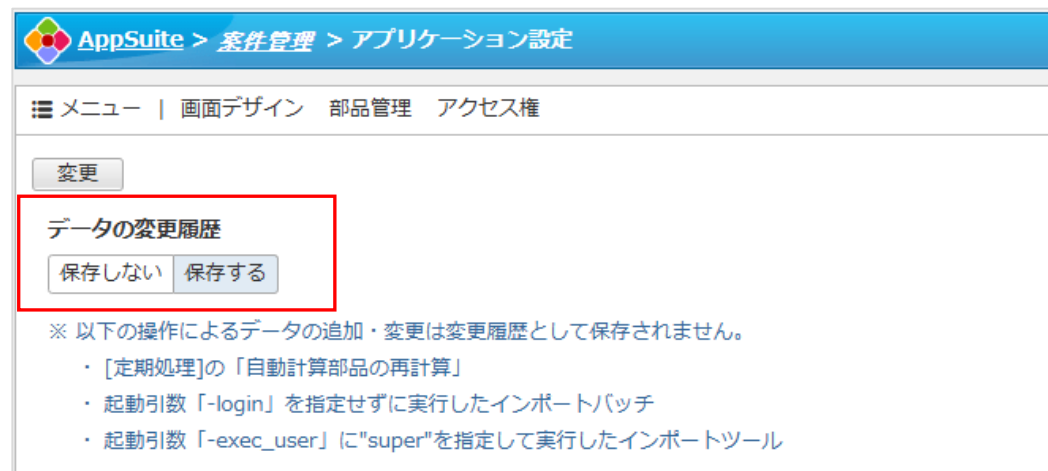 AppSuite > 案件管理 > アプリケーション設定
メニュー | 画面デザイン 部品管理 アクセス権
変更
データの変更履歴
保存しない 保存する
※ 以下の操作によるデータの追加・変更は変更履歴として保存されません。
・ [定期処理]の「自動計算部品の再計算」
・ 起動引数「-login」を指定せずに実行したインポートバッチ
・ 起動引数「-exec_user」に"super"を指定して実行したインポートツール